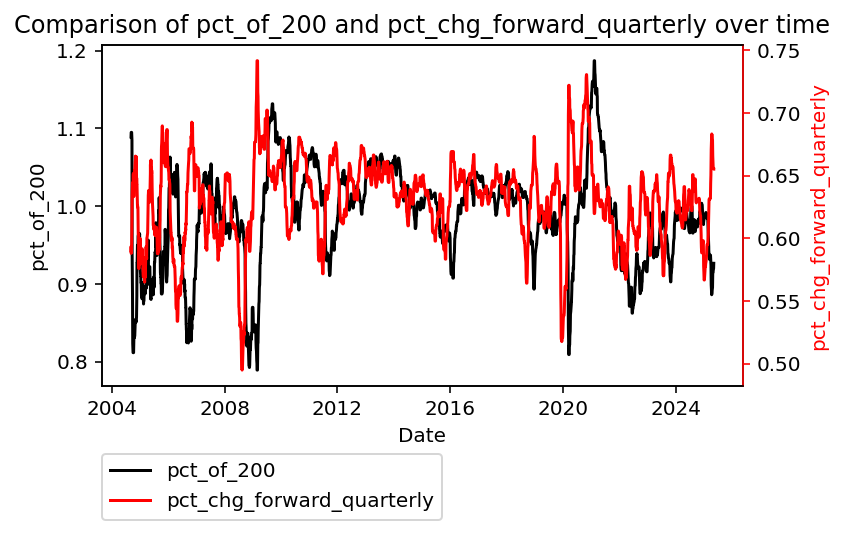 Comparison of pct_of_200 and pct_chg_forward_quarterly over time
1.2
1.1
1.0
0.9
0.8
pct_of_200
0.75
0.70
0.65
0.60
0.55
0.50
pct_chg_forward_quarterly
2004 2008 2012 2016 2020 2024
Date
pct_of_200
pct_chg_forward_quarterly